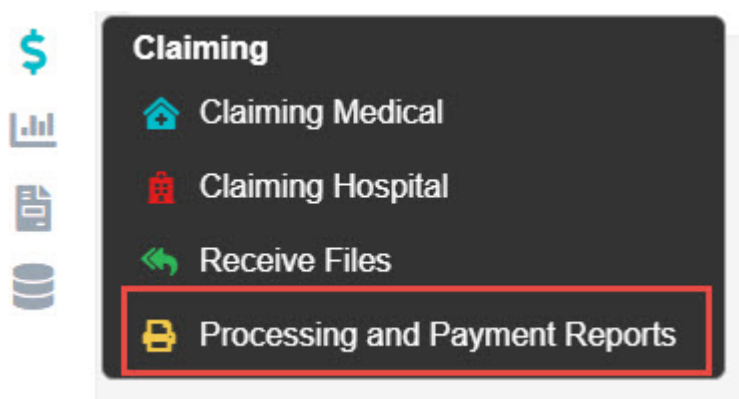 Claiming
Claiming Medical
Claiming Hospital
Receive Files
Processing and Payment Reports